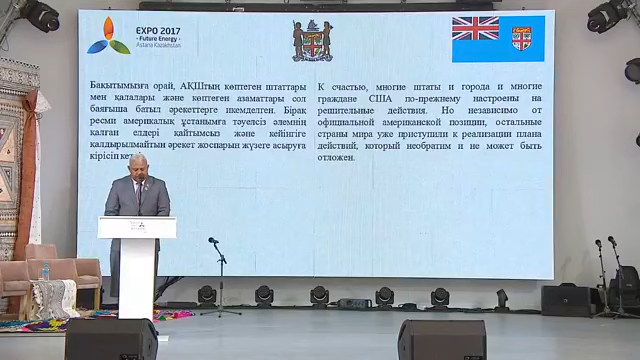 EXPO 2017
- Future Energy -
Astana Kazakhstan
Бақытымызға орай, АҚШтың көптеген штаттары
мен қалалары және көптеген азаматтары сол
баяғыша батыл әрекеттерге икемделген. Бірақ
ресми америкалық ұстанымға тәуелсіз әлемнің
қалған елдері қайтымсыз және кейінгіге
қалдырылмайтын әрекет жоспарын жүзеге асыруға
кірісіп
К счастью, многие штаты и города и многие
граждане США по-прежнему настроены на
решительные действия. Но независимо от
официальной американской позиции, остальные
страны мира уже приступили к реализации плана
действий, который необратим и не может быть
отложен.